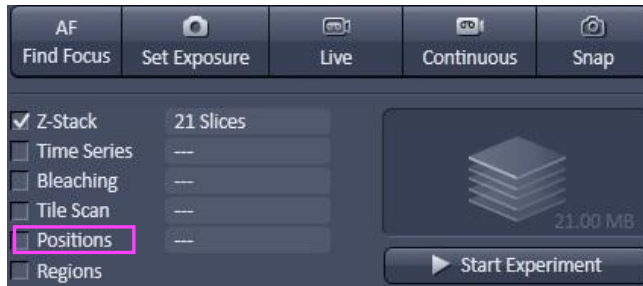 AF
Find Focus
Set Exposure
Live
Continuous
Snap
Z-Stack 21 Slices
Time Series ---
Bleaching ---
Tile Scan ---
Positions ---
Regions
21.00 MB
Start Experiment